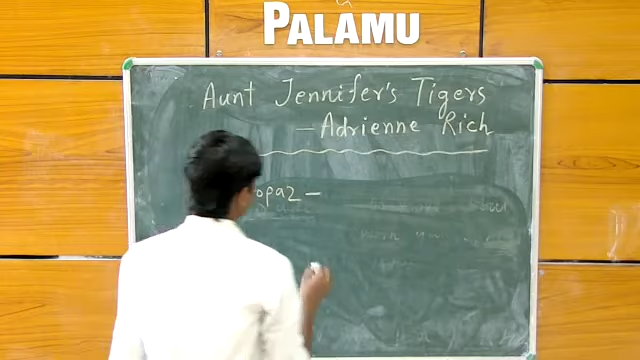 PALAMU
Aunt Jennifer's Tigers
— Adrienne Rich
opaz —